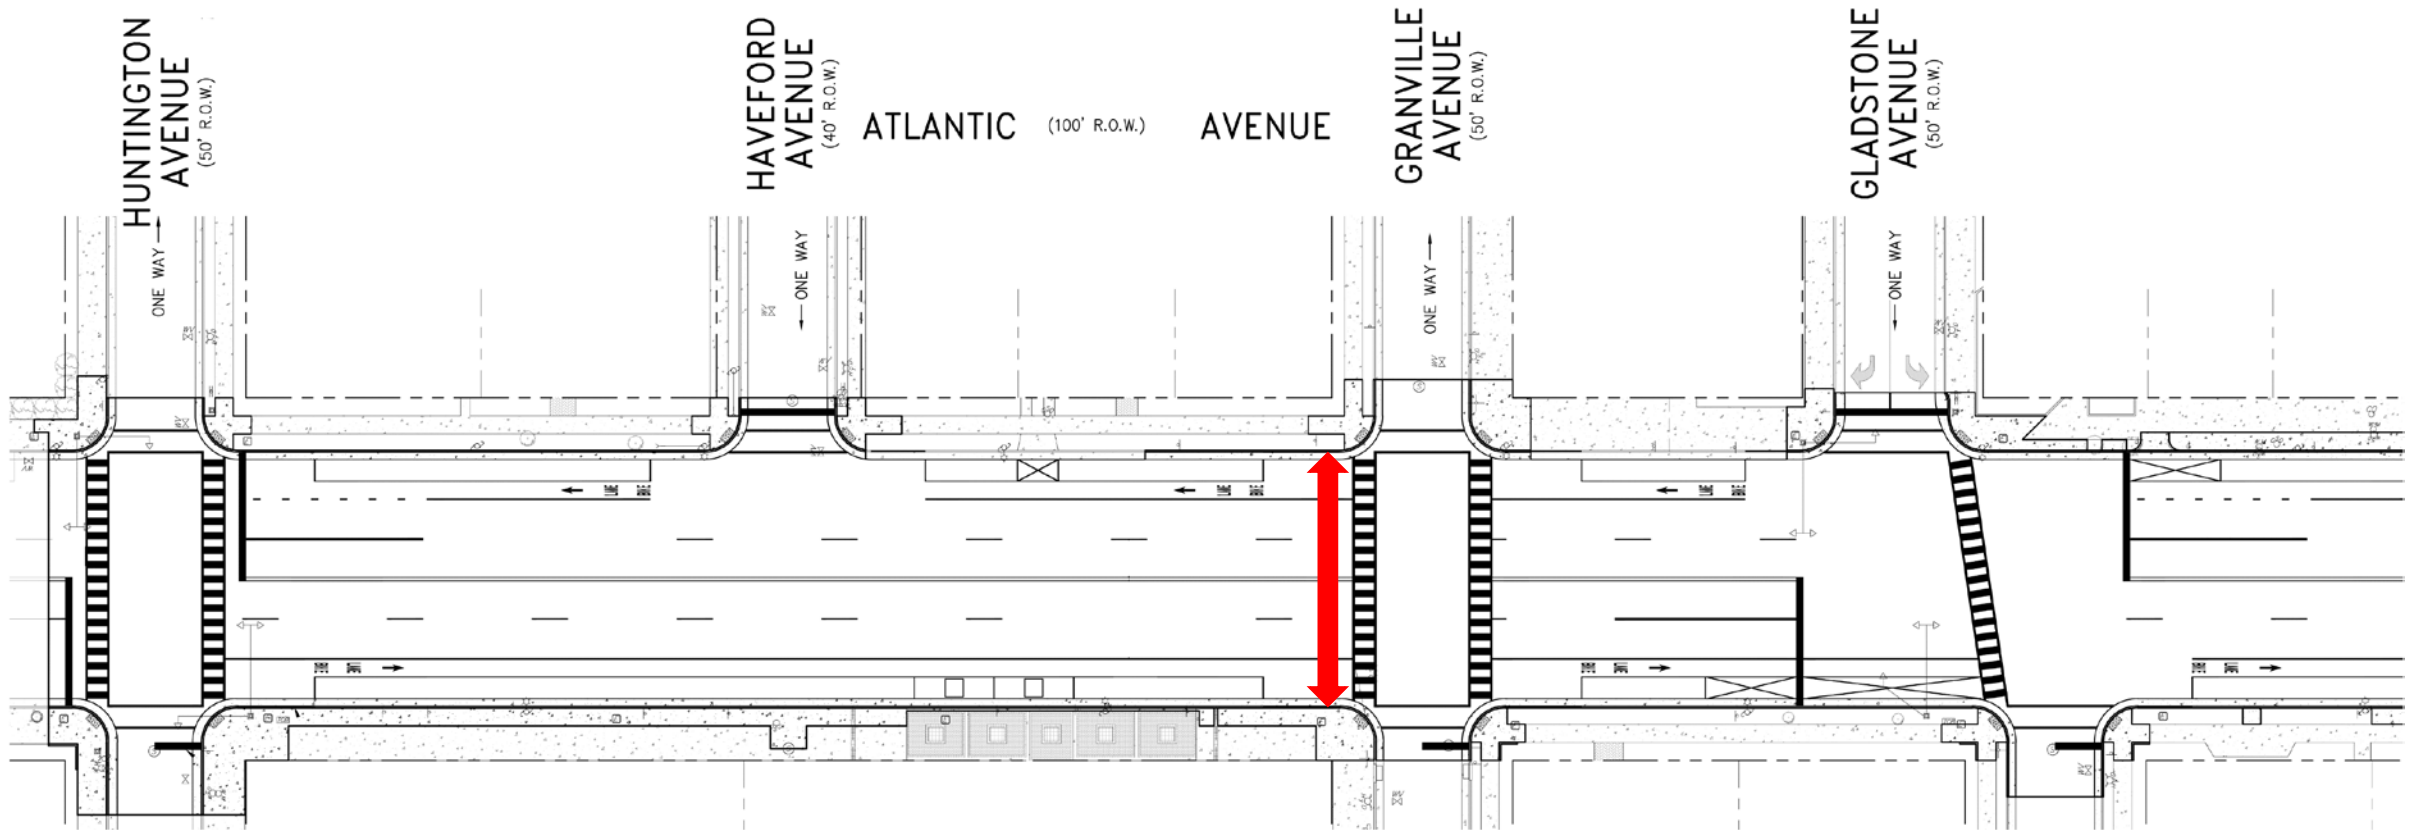 HUNTINGTON
AVENUE
(50' R.O.W.)
HAVEFORD
AVENUE
(40' R.O.W.)
ATLANTIC (100' R.O.W.) AVENUE
GRANVILLE
AVENUE
(50' R.O.W.)
GLADSTONE
AVENUE
(50' R.O.W.)
ONE WAY
ONE WAY
ONE WAY
ONE WAY